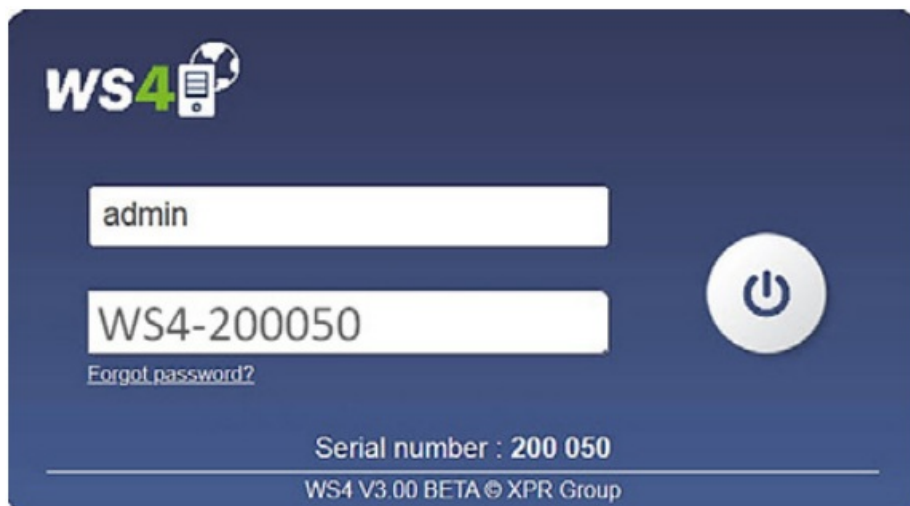 WS4
admin
WS4-200050
Forgot password?
Serial number : 200 050
WS4 V3.00 BETA © XPR Group